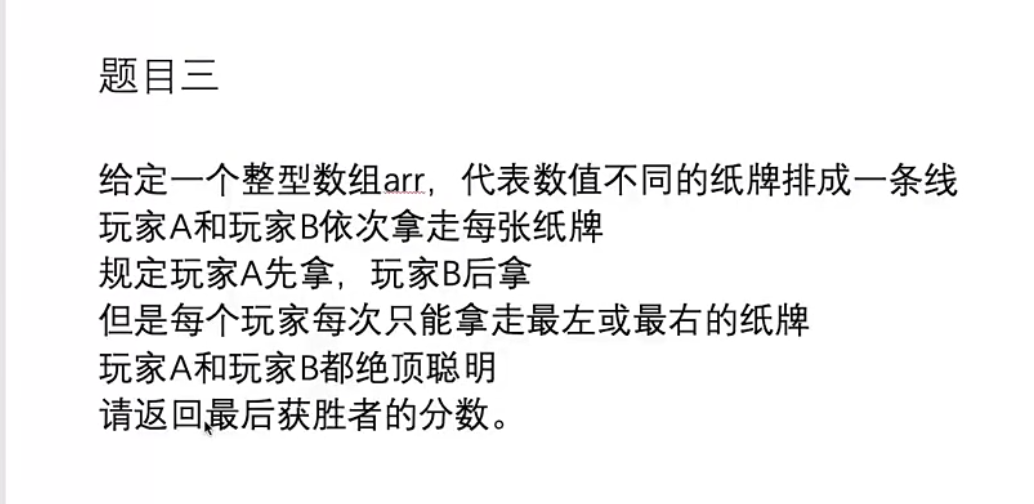 题目三
给定一个整型数组arr，代表数值不同的纸牌排成一条线
玩家A和玩家B依次拿走每张纸牌
规定玩家A先拿，玩家B后拿
但是每个玩家每次只能拿走最左或最右的纸牌
玩家A和玩家B都绝顶聪明
请返回最后获胜者的分数。